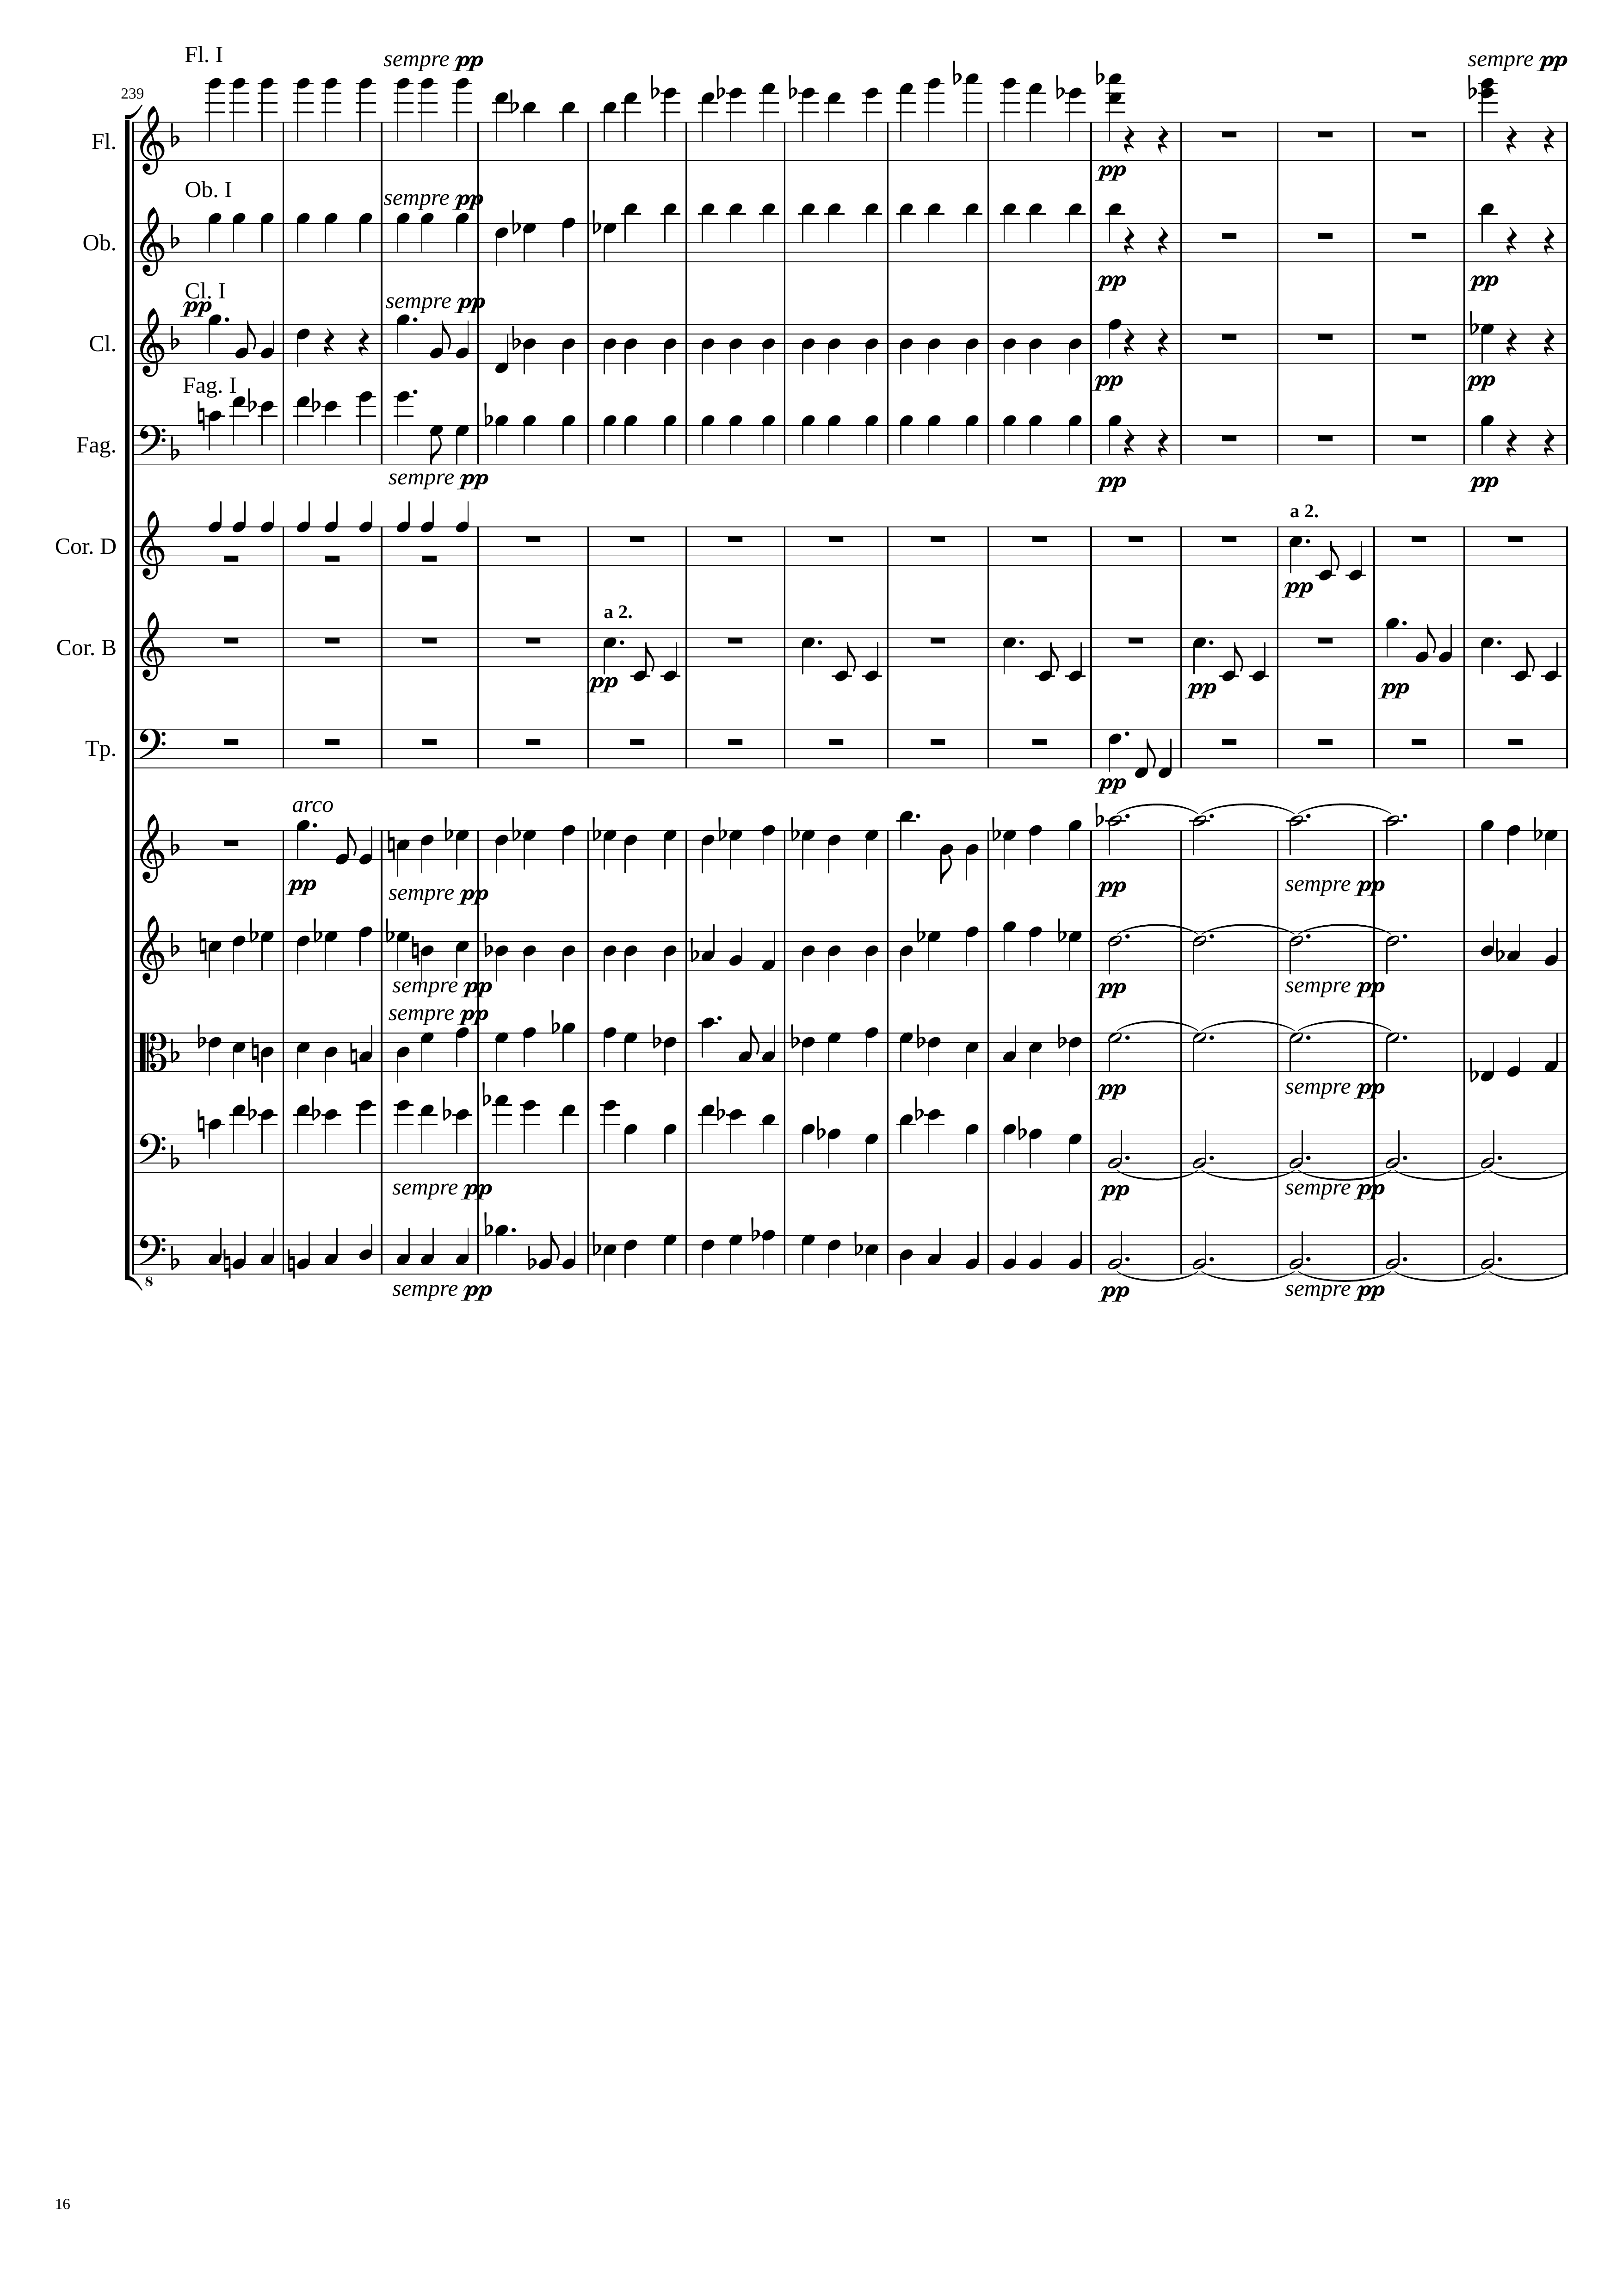 Fl. I
sempre pp
sempre pp
239
Fl.
pp
Ob. I
sempre pp
Ob.
pp
pp
Cl. I
pp
sempre pp
Cl.
pp
pp
Fag. I
Fag.
sempre pp
pp
pp
a 2.
Cor. D
pp
a 2.
Cor. B
pp
pp
pp
Tp.
pp
arco
pp
sempre pp
pp
sempre pp
sempre pp
pp
sempre pp
sempre pp
pp
sempre pp
sempre pp
pp
sempre pp
8
sempre pp
pp
sempre pp
16